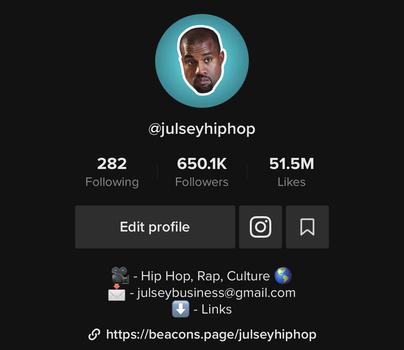 @julseyhiphop
282 650.1K 51.5M
Following Followers Likes
Edit profile
🎥 - Hip Hop, Rap, Culture 🌎
📩 - julseybusiness@gmail.com
⬇️ - Links
https://beacons.page/julseyhiphop